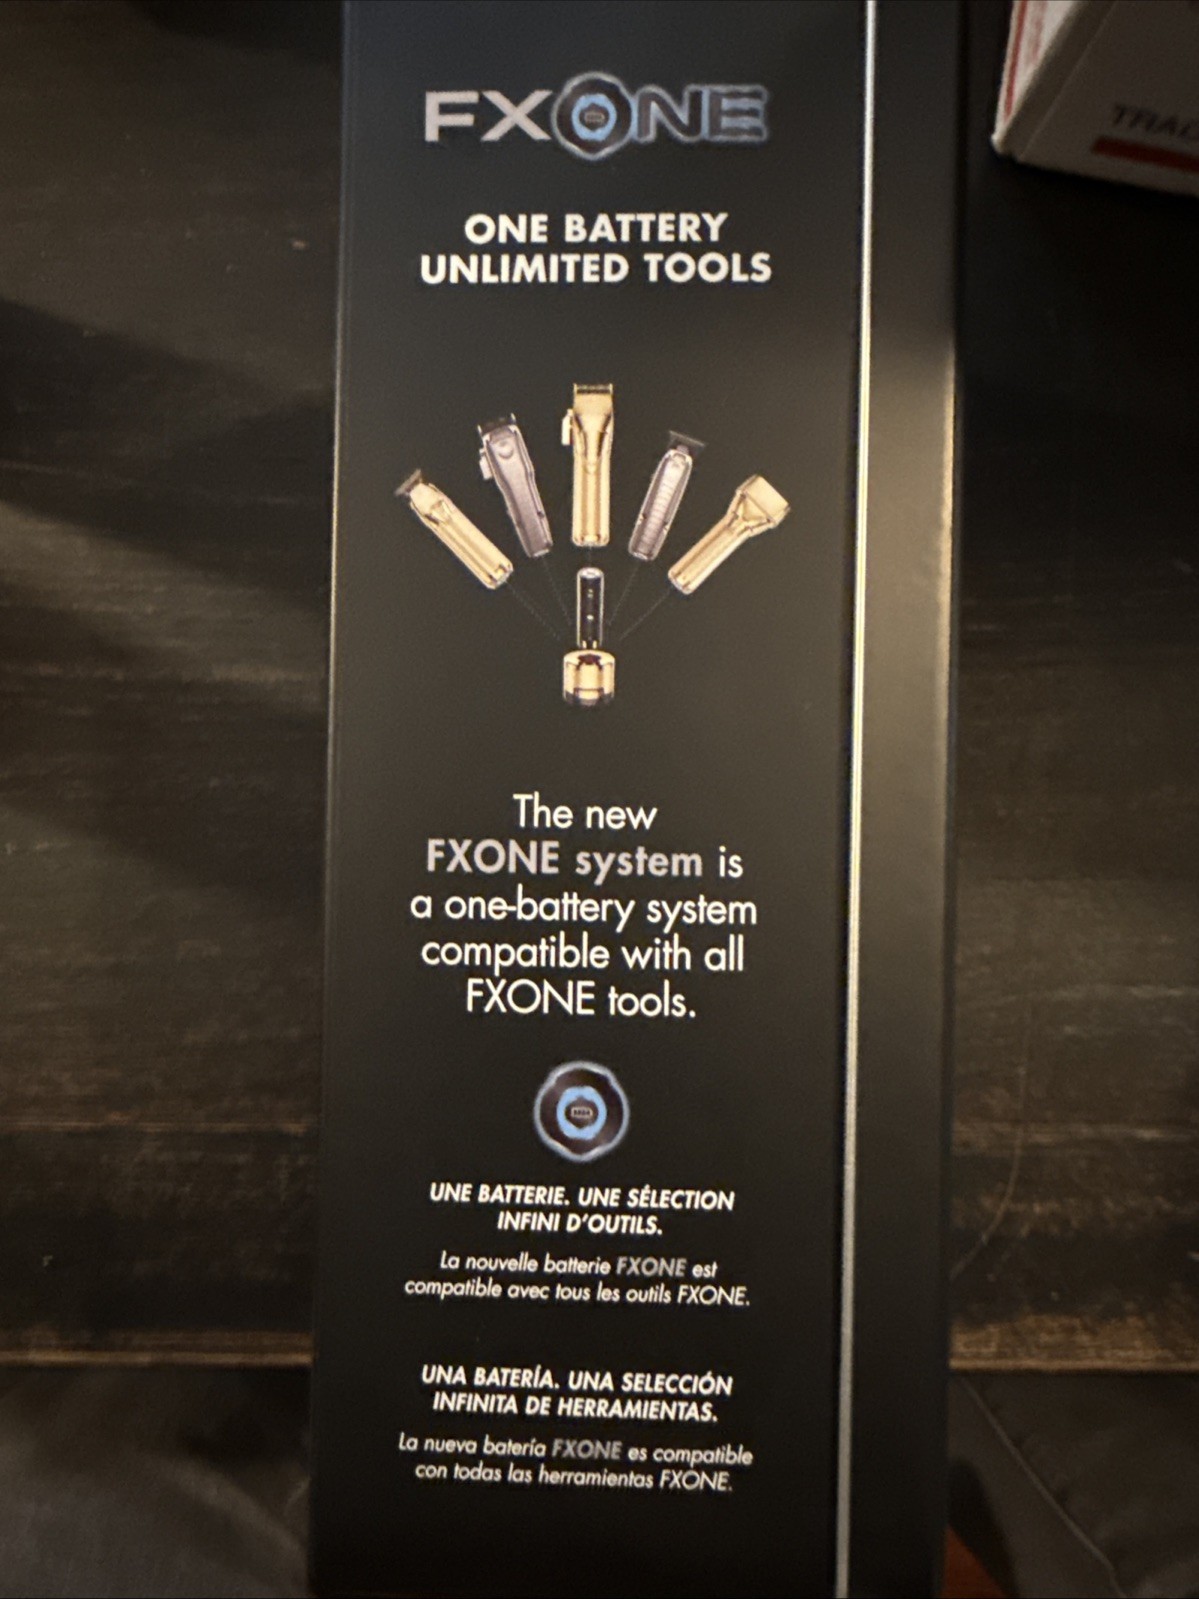 FXONE
ONE BATTERY
UNLIMITED TOOLS
TRAC
The new
FXONE system is
a one-battery system
compatible with all
FXONE tools.
UNE BATTERIE. UNE SÉLECTION
INFINI D'OUTILS.
La nouvelle batterie FXONE est
compatible avec tous les outils FXONE.
UNA BATERÍA. UNA SELECCIÓN
INFINITA DE HERRAMIENTAS.
La nueva batería FXONE es compatible
con todas las herramientas FXONE.